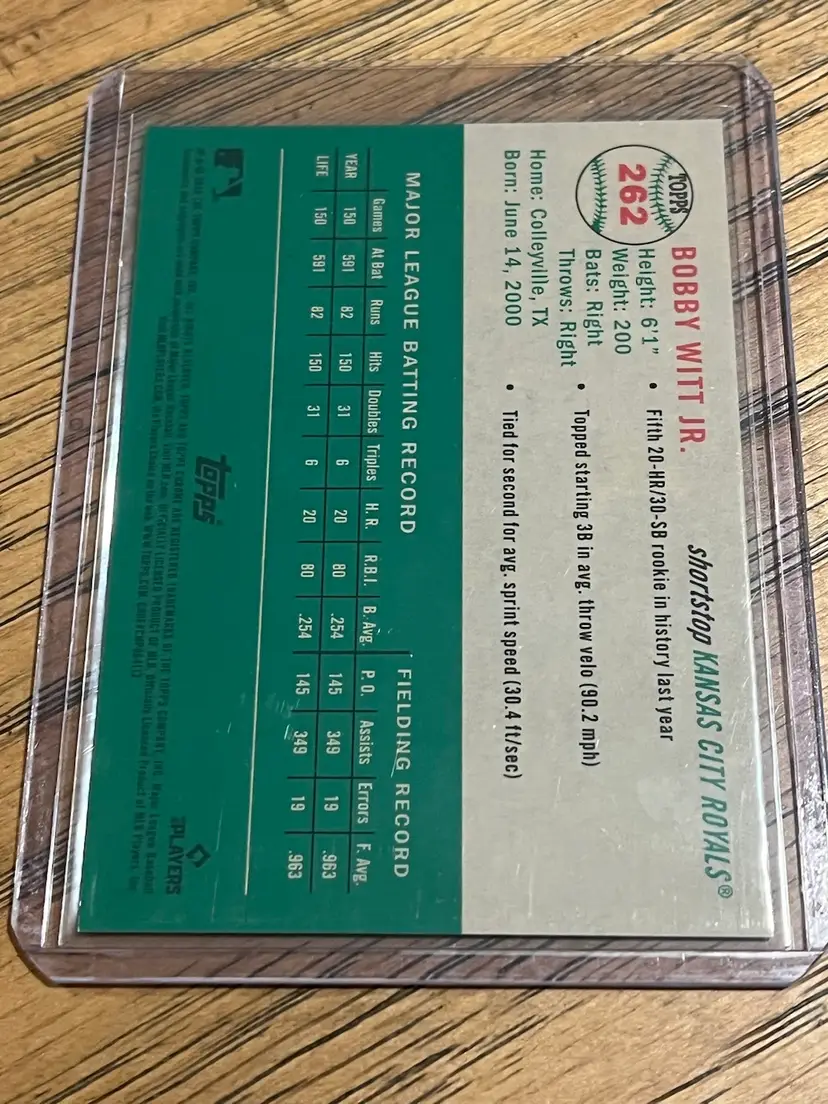 TOPPS
262
BOBBY WITT JR.
shortstop KANSAS CITY ROYALS®
Height: 6'1"
Weight: 200
Bats: Right
Throws: Right
Home: Colleyville, TX
Born: June 14, 2000
• Fifth 20-HR/30-SB rookie in history last year
• Topped starting 3B in avg. throw velo (90.2 mph)
• Tied for second for avg. sprint speed (30.4 ft/sec)
MAJOR LEAGUE BATTING RECORD FIELDING RECORD
Games At Bat Runs Hits Doubles Triples H. R. R.B.I. B. Avg. P. O. Assists Errors F. Avg.
YEAR 150 591 82 150 31 6 20 80 .254 145 349 19 .963
LIFE 150 591 82 150 31 6 20 80 .254 145 349 19 .963
topps
PLAYERS